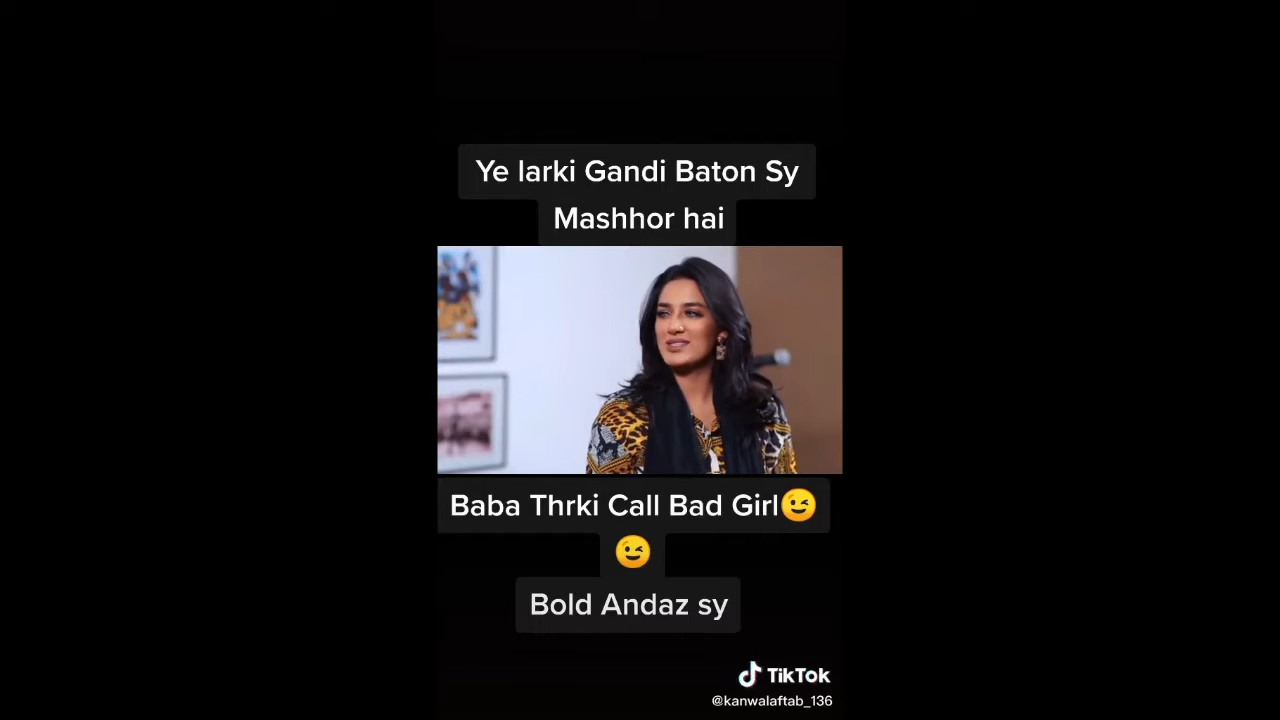 Ye larki Gandi Baton Sy
Mashhor hai
Baba Thrki Call Bad Girl😉
😉
Bold Andaz sy
TikTok
@kanwalaftab_136